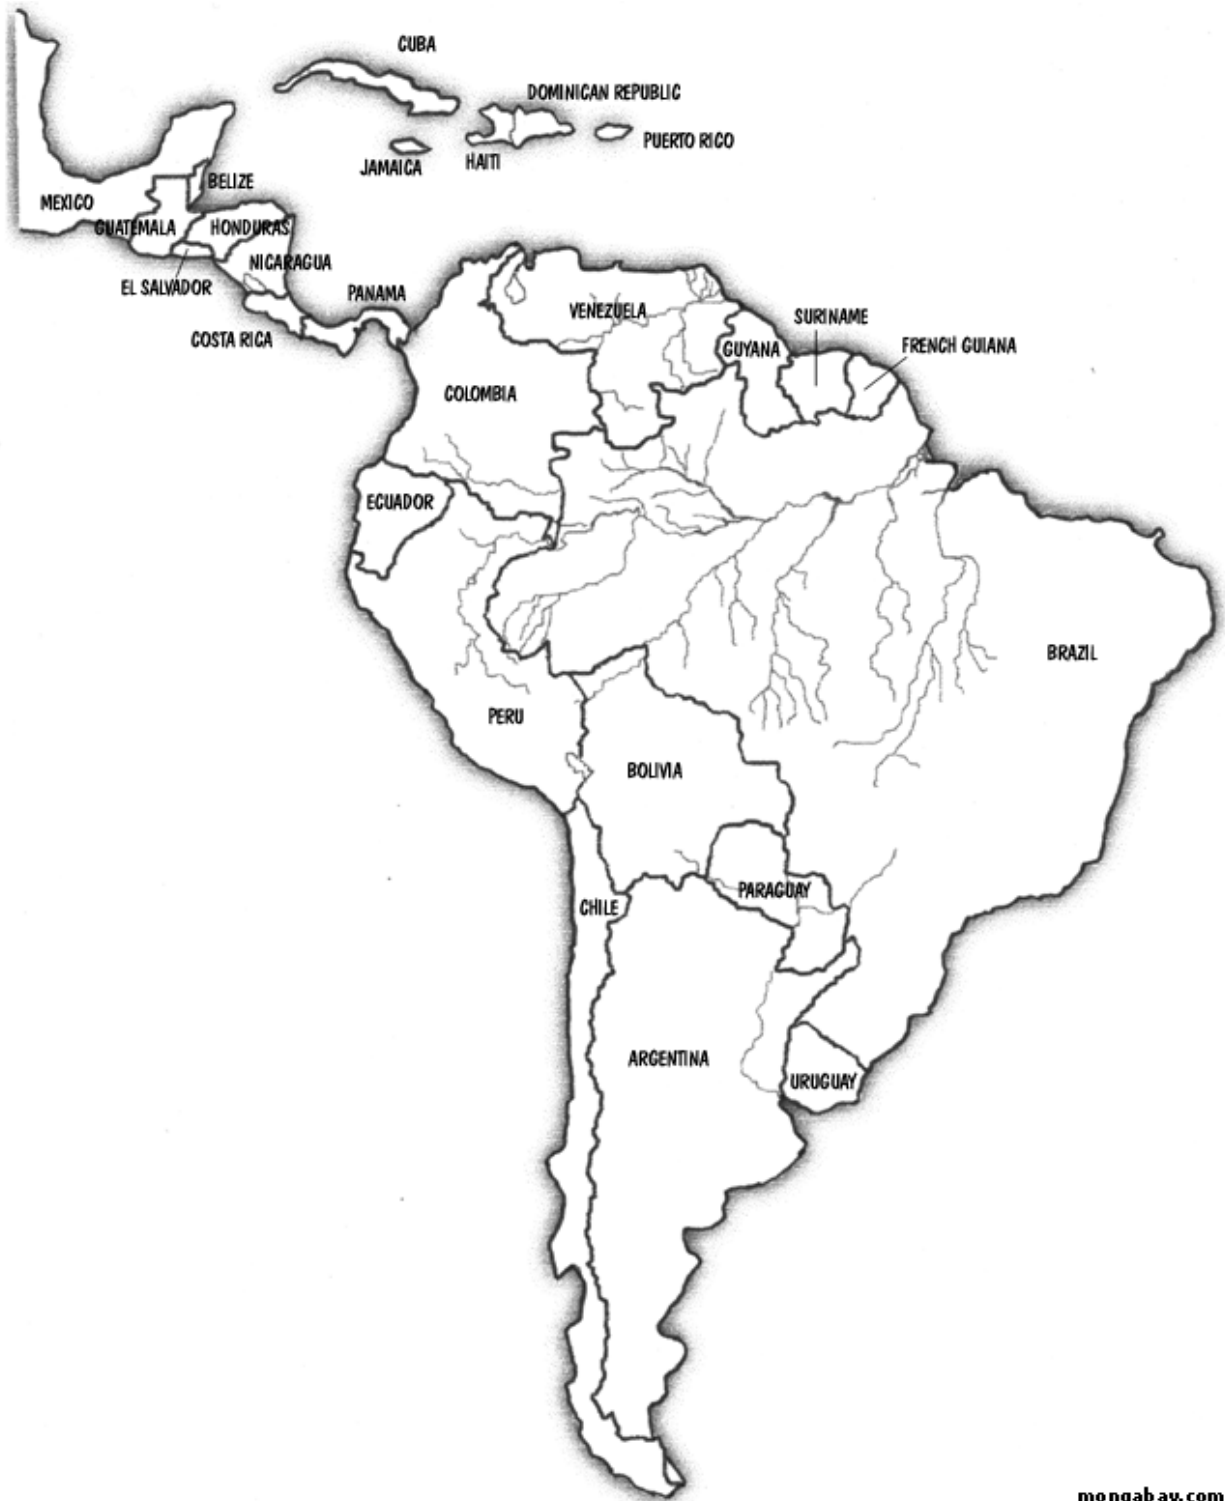 CUBA
DOMINICAN REPUBLIC
PUERTO RICO
JAMAICA
HAITI
BELIZE
MEXICO
GUATEMALA
HONDURAS
NICARAGUA
EL SALVADOR
PANAMA
COSTA RICA
VENEZUELA
SURINAME
GUYANA
FRENCH GUIANA
COLOMBIA
ECUADOR
BRAZIL
PERU
BOLIVIA
PARAGUAY
CHILE
ARGENTINA
URUGUAY
mongabay.com